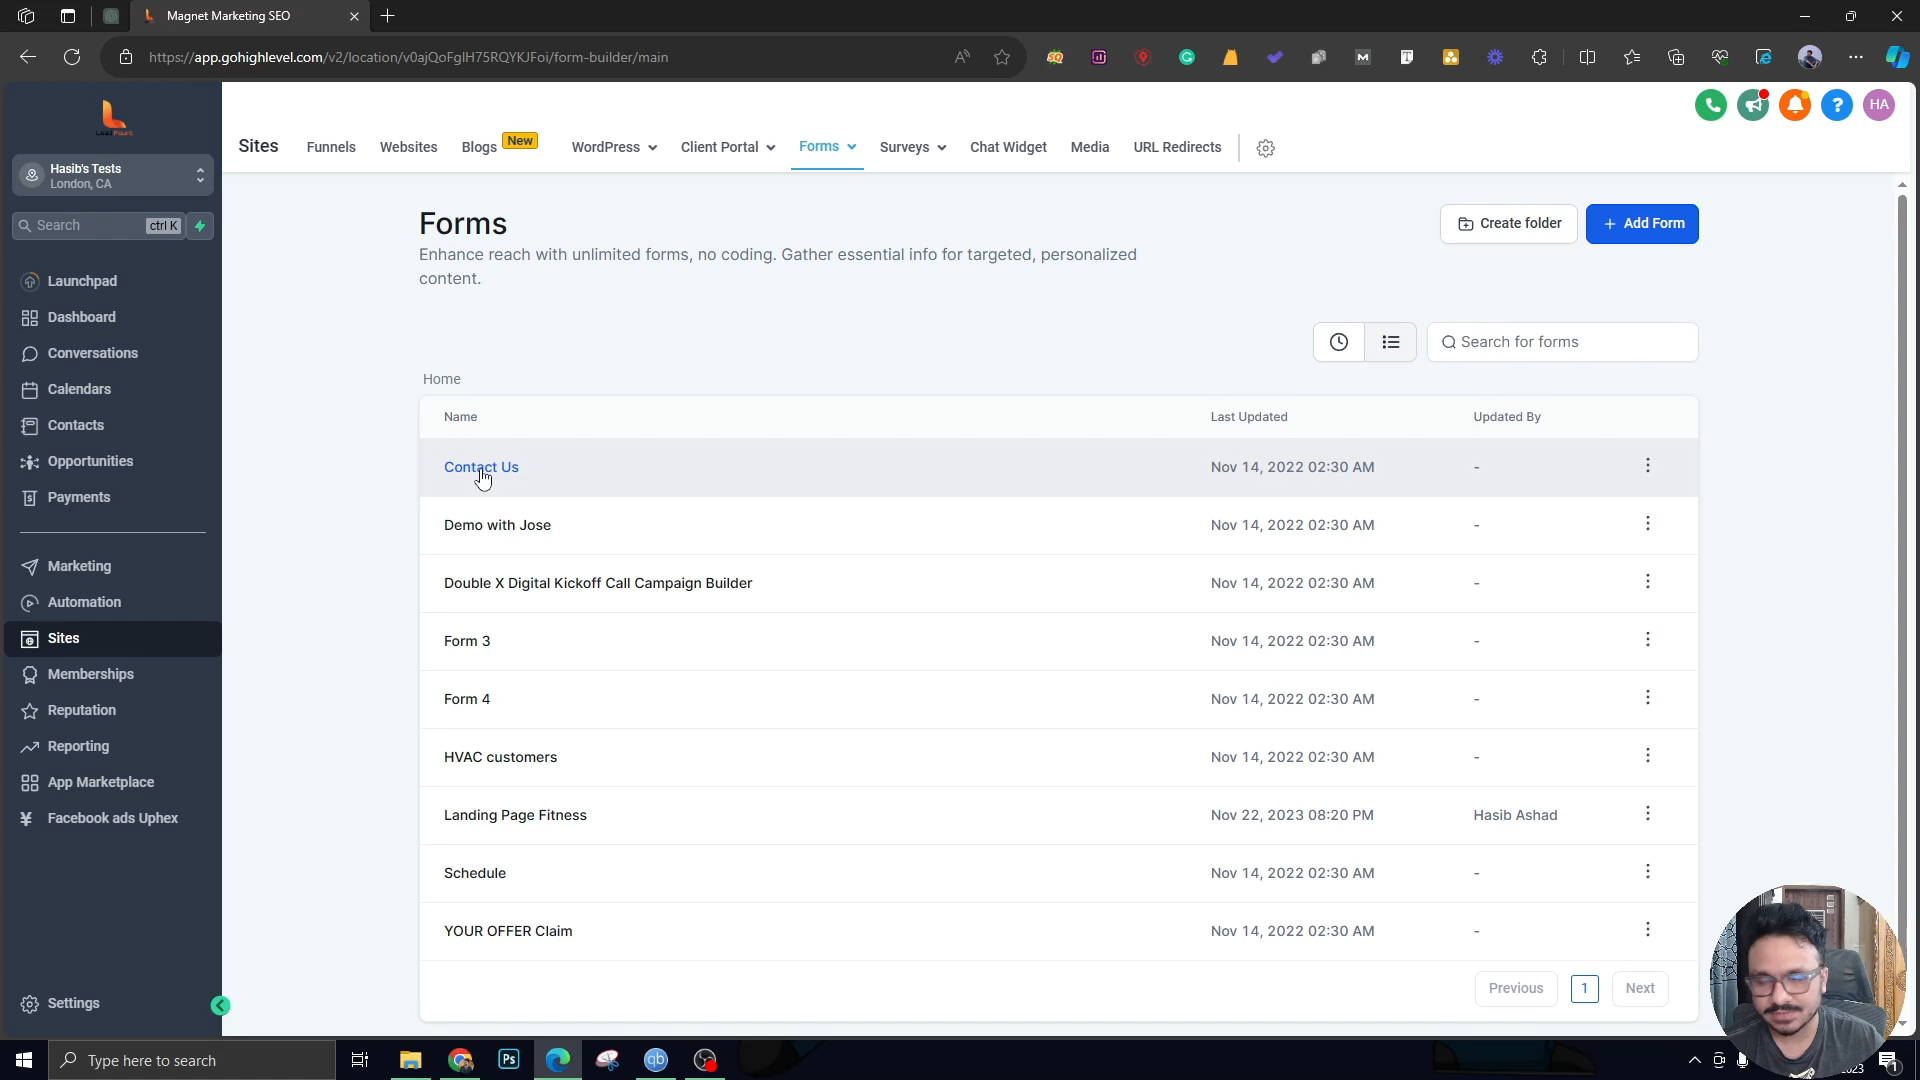 Magnet Marketing SEO
https://app.gohighlevel.com/v2/location/v0ajQoFglH75RQYKJFoi/form-builder/main
Hasib's Tests
London, CA
Search ctrl K
Launchpad
Dashboard
Conversations
Calendars
Contacts
Opportunities
Payments
Marketing
Automation
Sites
Memberships
Reputation
Reporting
App Marketplace
Facebook ads Uphex
Settings
HA
Sites Funnels Websites Blogs New WordPress Client Portal Forms Surveys Chat Widget Media URL Redirects
Forms
Enhance reach with unlimited forms, no coding. Gather essential info for targeted, personalized
content.
Create folder
+ Add Form
Search for forms
Home
Name Last Updated Updated By
Contact Us Nov 14, 2022 02:30 AM -
Demo with Jose Nov 14, 2022 02:30 AM -
Double X Digital Kickoff Call Campaign Builder Nov 14, 2022 02:30 AM -
Form 3 Nov 14, 2022 02:30 AM -
Form 4 Nov 14, 2022 02:30 AM -
HVAC customers Nov 14, 2022 02:30 AM -
Landing Page Fitness Nov 22, 2023 08:20 PM Hasib Ashad
Schedule Nov 14, 2022 02:30 AM -
YOUR OFFER Claim Nov 14, 2022 02:30 AM -
Previous 1 Next
Type here to search
Ps
qb
1